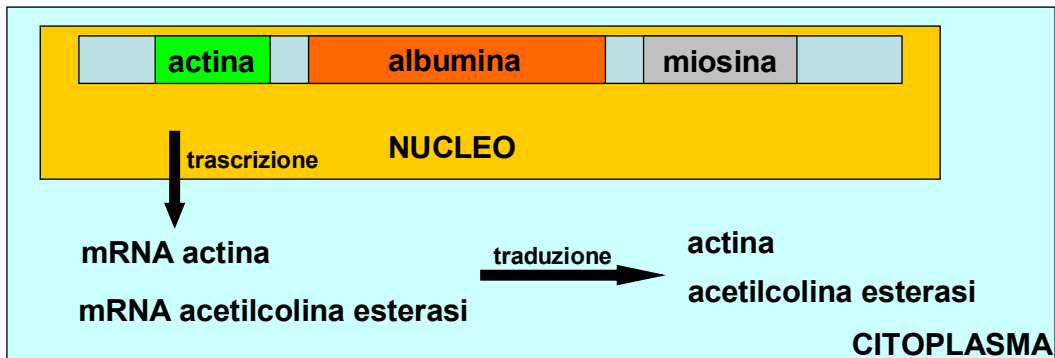 actina albumina miosina
NUCLEO
trascrizione
mRNA actina
mRNA acetilcolina esterasi
traduzione
actina
acetilcolina esterasi
CITOPLASMA